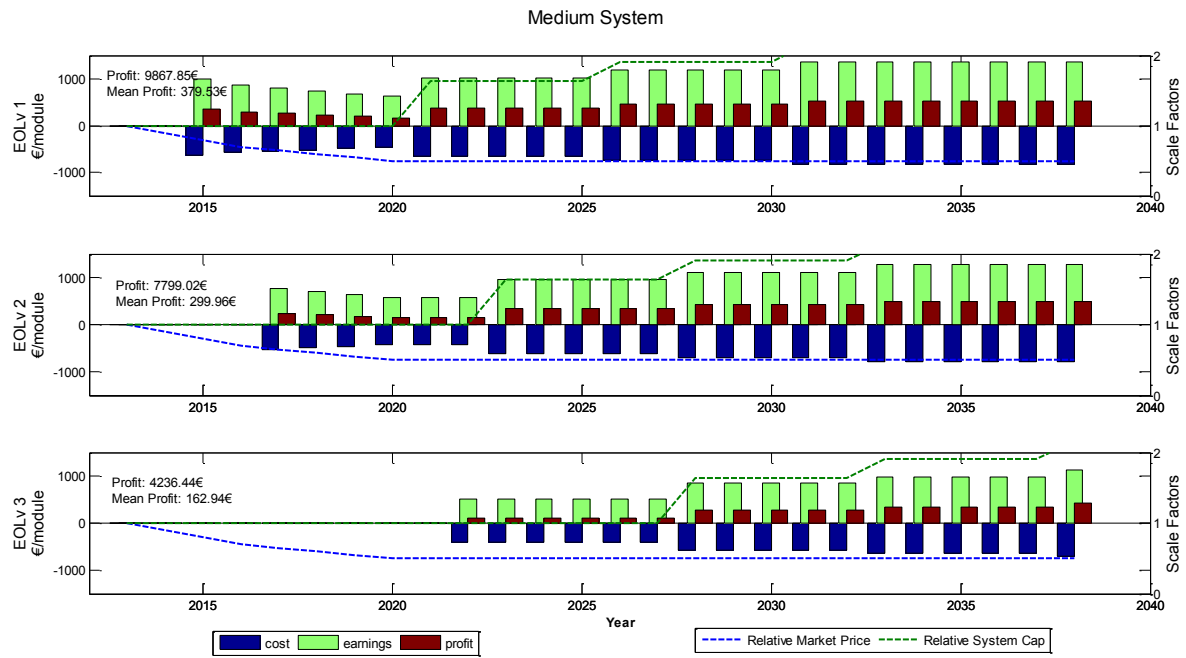 Medium System
Profit: 9867.85€
Mean Profit: 379.53€
EOLv 1
€/module
1000
0
-1000
2
1
0
Scale Factors
2015 2020 2025 2030 2035 2040
Profit: 7799.02€
Mean Profit: 299.96€
EOLv 2
€/module
1000
0
-1000
2
1
0
Scale Factors
2015 2020 2025 2030 2035 2040
Profit: 4236.44€
Mean Profit: 162.94€
EOLv 3
€/module
1000
0
-1000
2
1
0
Scale Factors
2015 2020 2025 2030 2035 2040
Year
cost earnings profit
Relative Market Price Relative System Cap